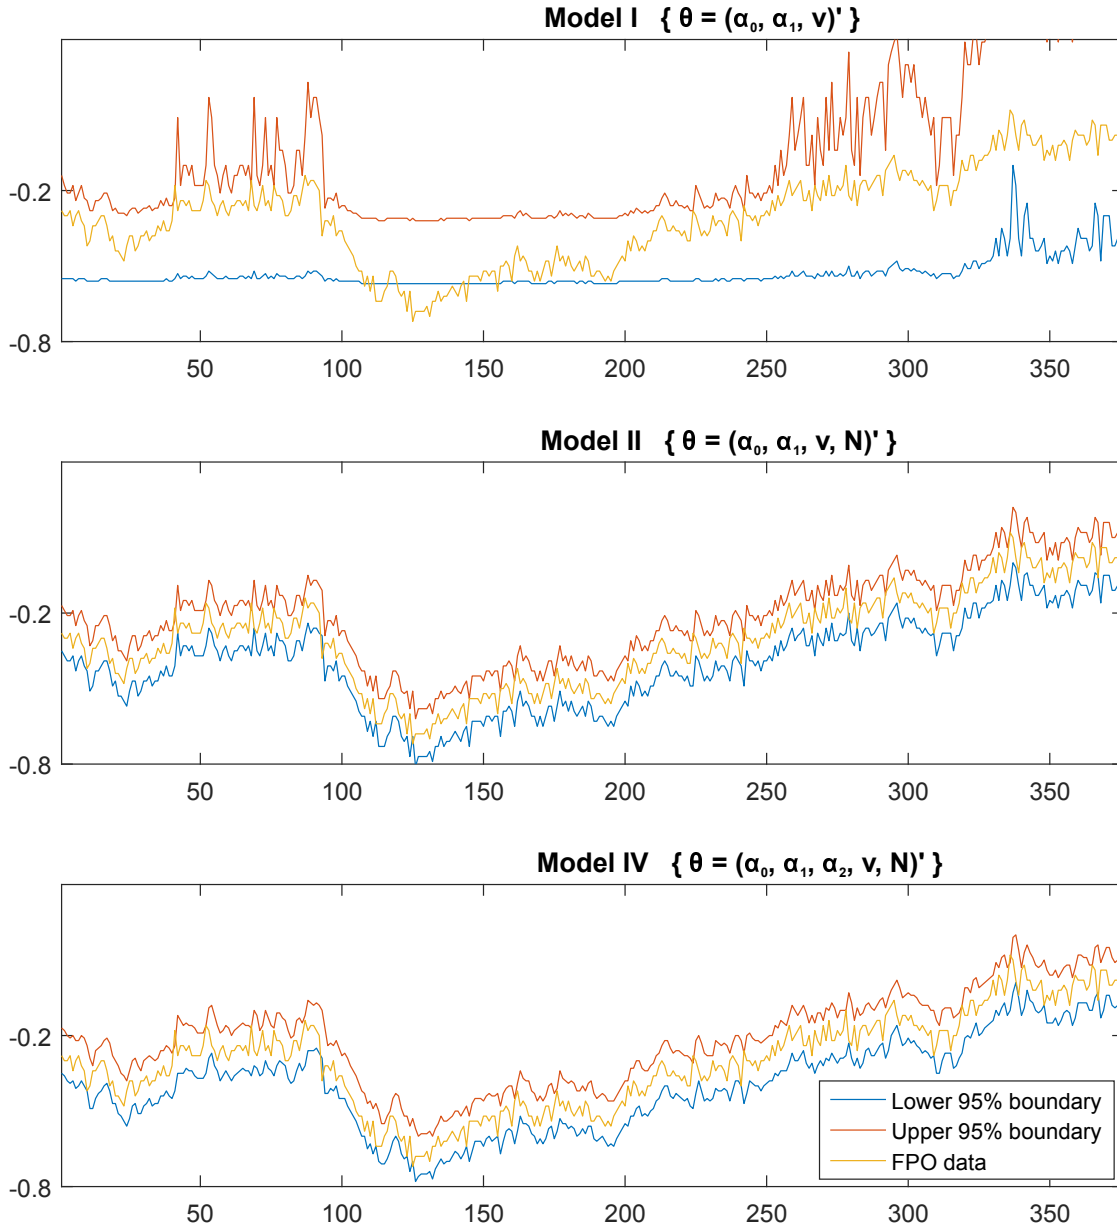 Model I { θ = (α₀, α₁, ν)' }
-0.2
-0.8
50 100 150 200 250 300 350
Model II { θ = (α₀, α₁, ν, N)' }
-0.2
-0.8
50 100 150 200 250 300 350
Model IV { θ = (α₀, α₁, α₂, ν, N)' }
-0.2
Lower 95% boundary
Upper 95% boundary
FPO data
-0.8
50 100 150 200 250 300 350